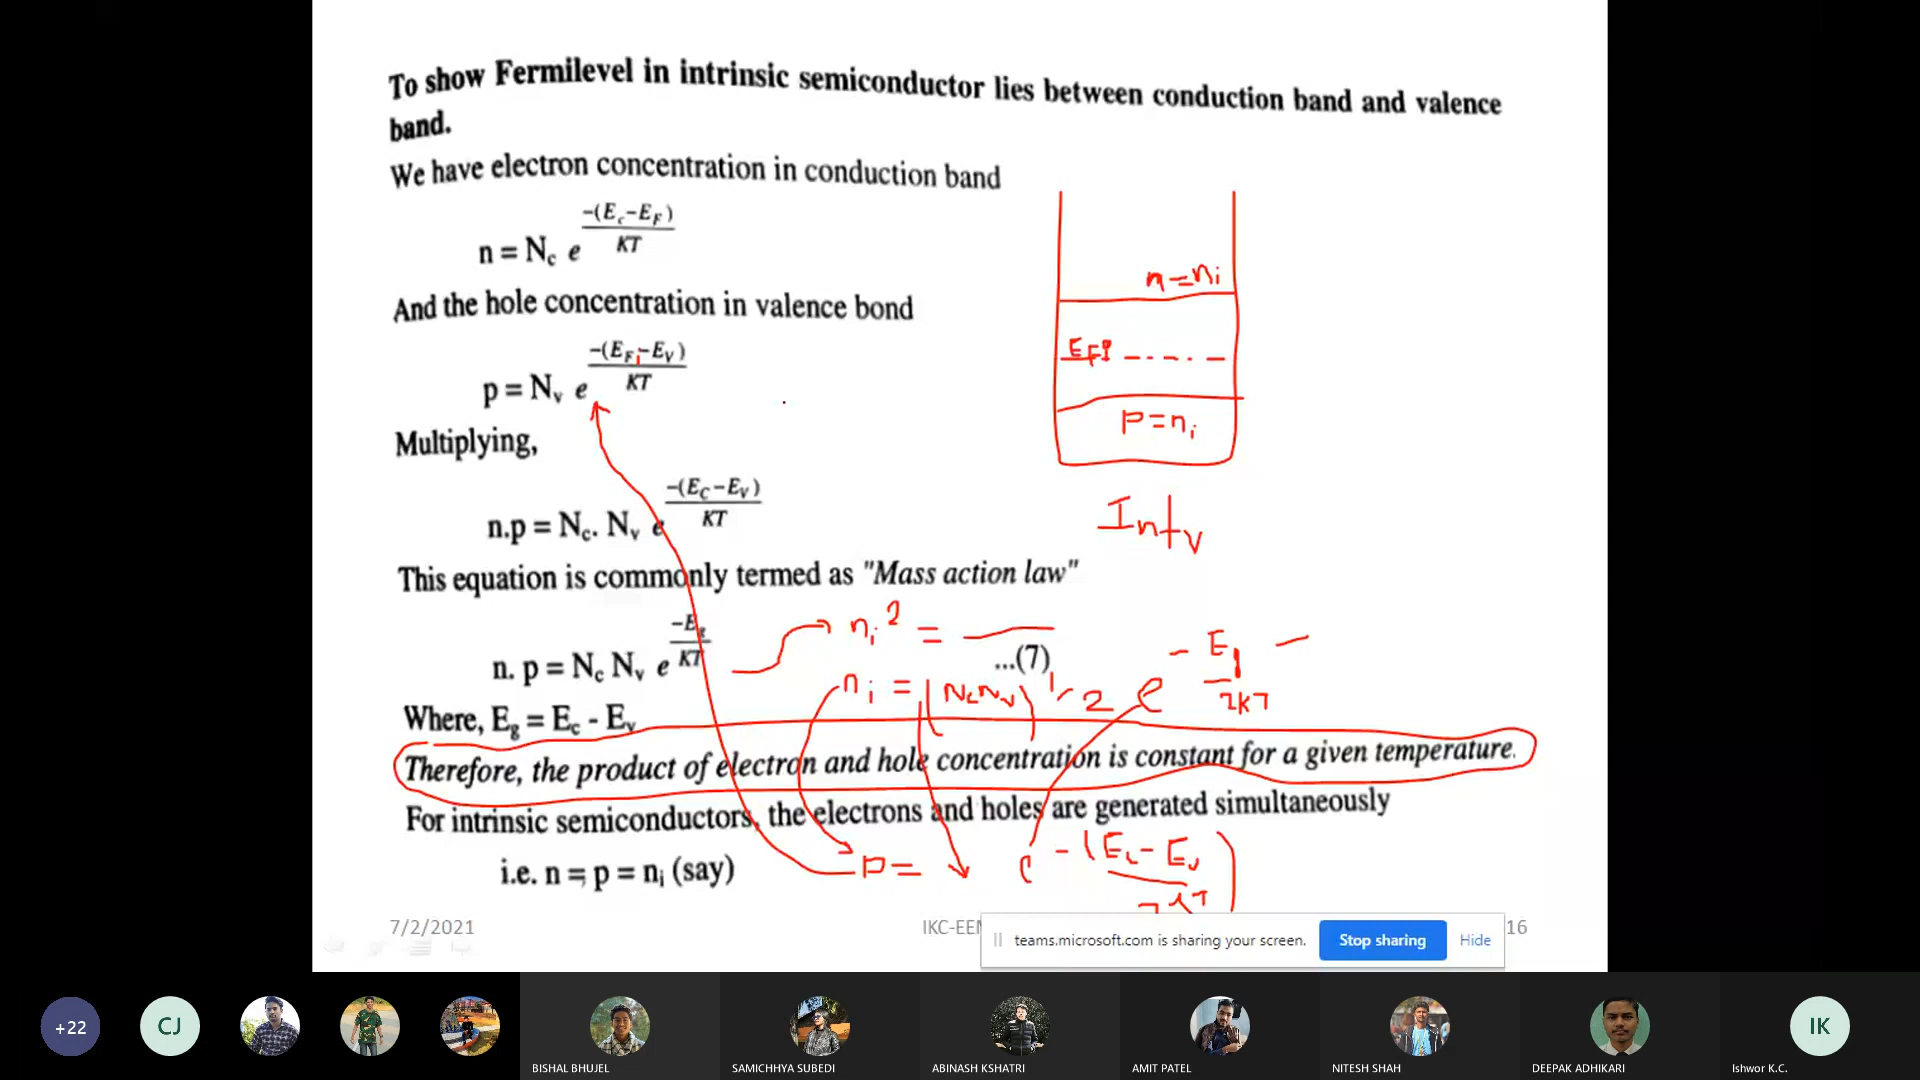 To show Fermilevel in intrinsic semiconductor lies between conduction band and valence
band.
We have electron concentration in conduction band
n = N_c e^{-(E_c-E_F)/KT}
n=n_i
And the hole concentration in valence bond
p = N_v e^{-(E_Fi-E_V)/KT}
E_Fi
p=n_i
Multiplying,
n.p = N_c. N_v e^{-(E_C-E_V)/KT}
This equation is commonly termed as "Mass action law"
n_i^2 =
n. p = N_c N_v e^{-E_g/KT} ...(7)
n_i = (N_cN_v)^{1/2} e^{-E_g/2KT}
Where, E_g = E_c - E_v
Therefore, the product of electron and hole concentration is constant for a given temperature.
For intrinsic semiconductors, the electrons and holes are generated simultaneously
i.e. n = p = n_i (say)
P =
7/2/2021
IKC-EE
16
teams.microsoft.com is sharing your screen.
Stop sharing
Hide
+22
CJ
IK
BISHAL BHUJEL
SAMICHHYA SUBEDI
ABINASH KSHATRI
AMIT PATEL
NITESH SHAH
DEEPAK ADHIKARI
Ishwor K.C.